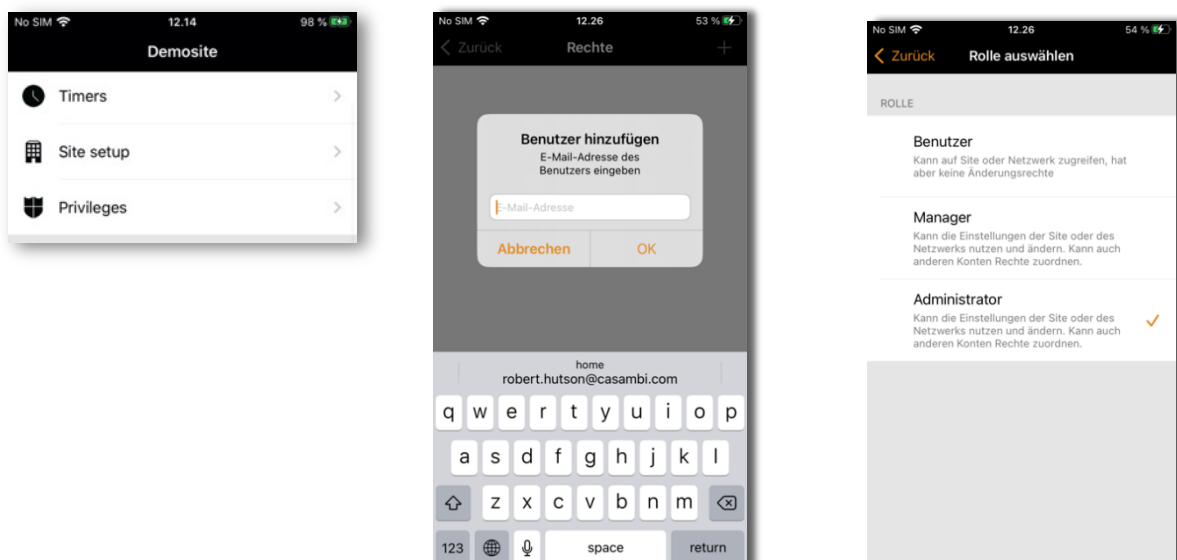 No SIM 12.14 98 %
Demosite
Timers
Site setup
Privileges
No SIM 12.26 53 %
Zurück Rechte +
Benutzer hinzufügen
E-Mail-Adresse des
Benutzers eingeben
E-Mail-Adresse
Abbrechen OK
home
robert.hutson@casambi.com
q w e r t y u i o p
a s d f g h j k l
z x c v b n m
123 space return
No SIM 12.26 54 %
Zurück Rolle auswählen
ROLLE
Benutzer
Kann auf Site oder Netzwerk zugreifen, hat
aber keine Änderungsrechte
Manager
Kann die Einstellungen der Site oder des
Netzwerks nutzen und ändern. Kann auch
anderen Konten Rechte zuordnen.
Administrator
Kann die Einstellungen der Site oder des
Netzwerks nutzen und ändern. Kann auch
anderen Konten Rechte zuordnen.